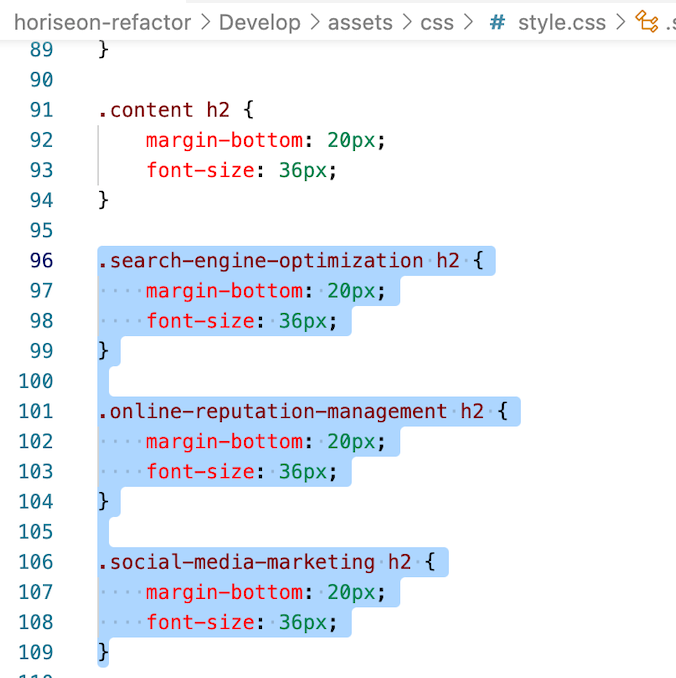 horiseon-refactor > Develop > assets > css > # style.css > .s
89 }
90
91 .content h2 {
92 margin-bottom: 20px;
93 font-size: 36px;
94 }
95
96 .search-engine-optimization h2 {
97 margin-bottom: 20px;
98 font-size: 36px;
99 }
100
101 .online-reputation-management h2 {
102 margin-bottom: 20px;
103 font-size: 36px;
104 }
105
106 .social-media-marketing h2 {
107 margin-bottom: 20px;
108 font-size: 36px;
109 }